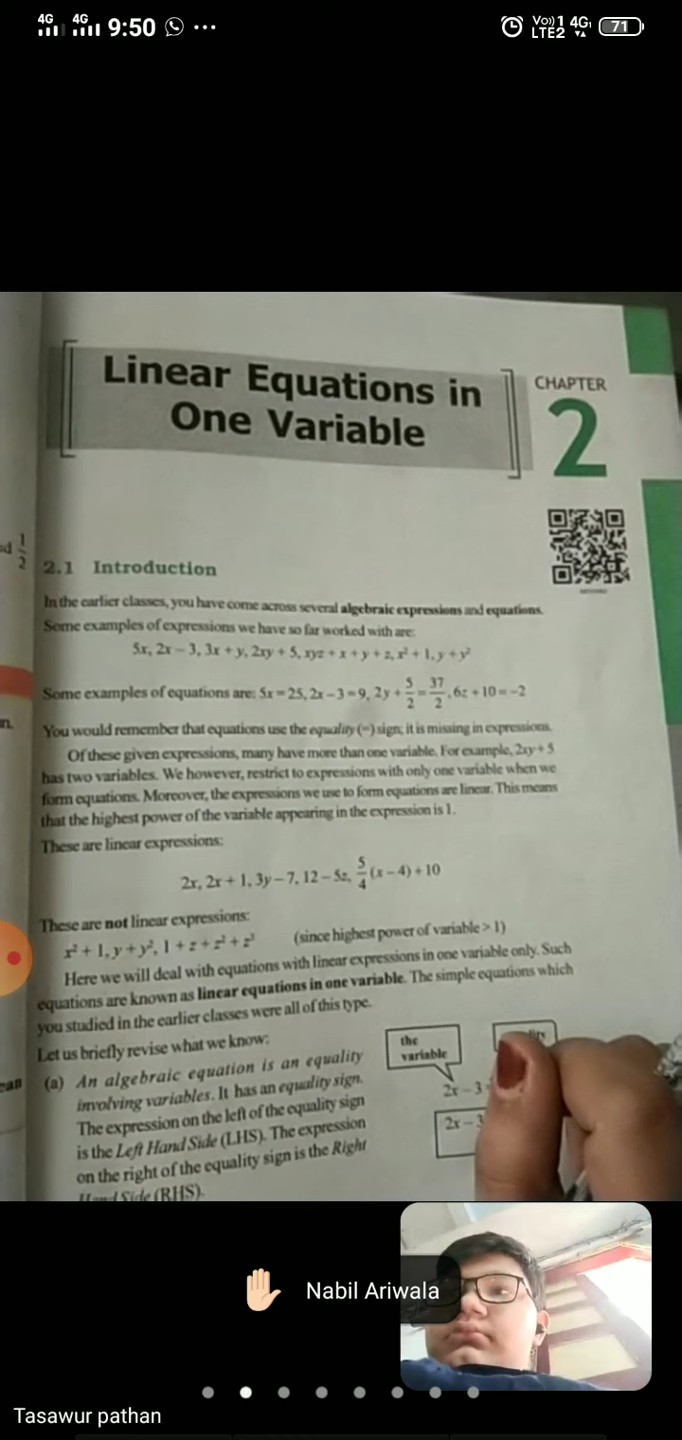 4G 4G 9:50 ... Vo)) 1 4G
LTE2 71
Linear Equations in
One Variable
CHAPTER
2
1
2
2.1 Introduction
In the earlier classes, you have come across several algebraic expressions and equations.
Some examples of expressions we have so far worked with are:
5x, 2x – 3, 3x + y, 2xy + 5, xyz + x + y + z, x² + 1, y + y²
Some examples of equations are: 5x = 25, 2x – 3 = 9, 2y + 5/2 = 37/2, 6z + 10 = –2
You would remember that equations use the equality (=) sign; it is missing in expressions.
Of these given expressions, many have more than one variable. For example, 2xy + 5
has two variables. We however, restrict to expressions with only one variable when we
form equations. Moreover, the expressions we use to form equations are linear. This means
that the highest power of the variable appearing in the expression is 1.
These are linear expressions:
2x, 2x + 1, 3y – 7, 12 – 5z, 5/4 (x – 4) + 10
These are not linear expressions:
x² + 1, y + y², 1 + z + z² + z³ (since highest power of variable > 1)
Here we will deal with equations with linear expressions in one variable only. Such
equations are known as linear equations in one variable. The simple equations which
you studied in the earlier classes were all of this type.
Let us briefly revise what we know:
(a) An algebraic equation is an equality
involving variables. It has an equality sign.
The expression on the left of the equality sign
is the Left Hand Side (LHS). The expression
on the right of the equality sign is the Right
Hand Side (RHS).
the
variable
2x – 3
2x – 3
Nabil Ariwala
Tasawur pathan